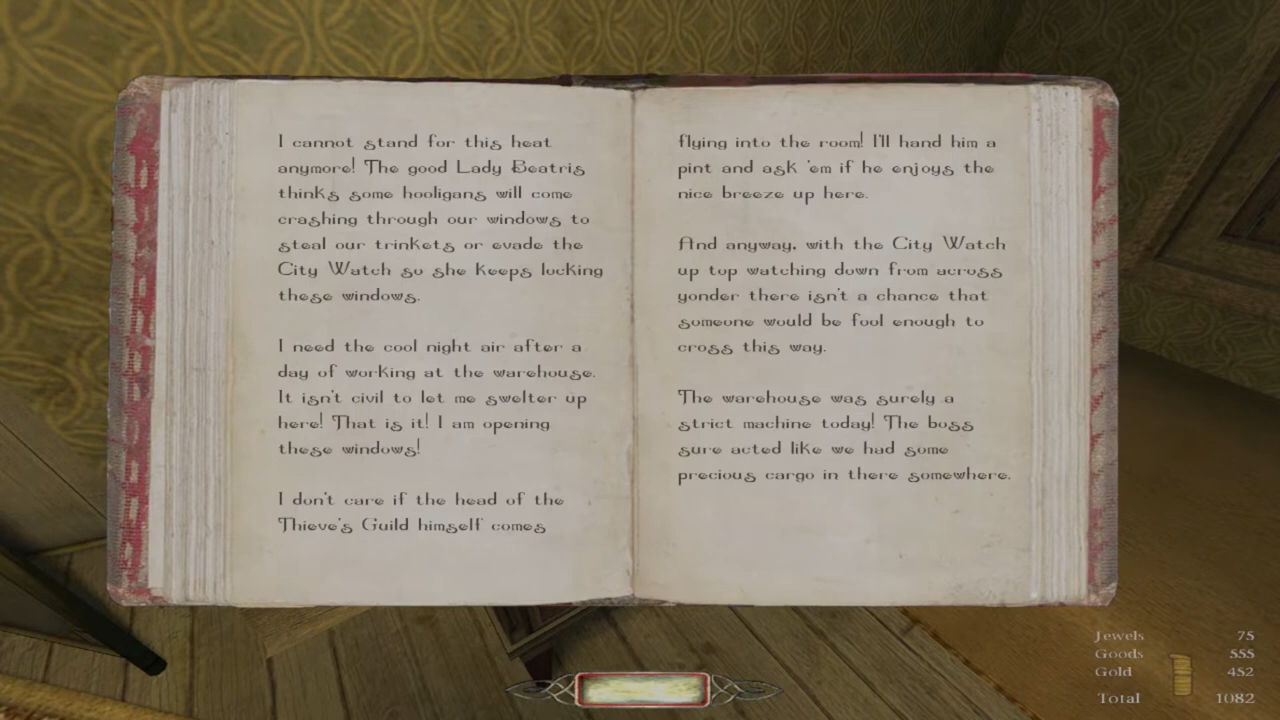 I cannot stand for this heat
anymore! The good Lady Beatris
thinks some hooligans will come
crashing through our windows to
steal our trinkets or evade the
City Watch so she keeps locking
these windows.
I need the cool night air after a
day of working at the warehouse.
It isn't civil to let me swelter up
here! That is it! I am opening
these windows!
I don't care if the head of the
Thieve's Guild himself comes
flying into the room! I'll hand him a
pint and ask 'em if he enjoys the
nice breeze up here.
And anyway, with the City Watch
up top watching down from across
yonder there isn't a chance that
someone would be fool enough to
cross this way.
The warehouse was surely a
strict machine today! The boss
sure acted like we had some
precious cargo in there somewhere.
Jewels 75
Goods 555
Gold 452
Total 1082